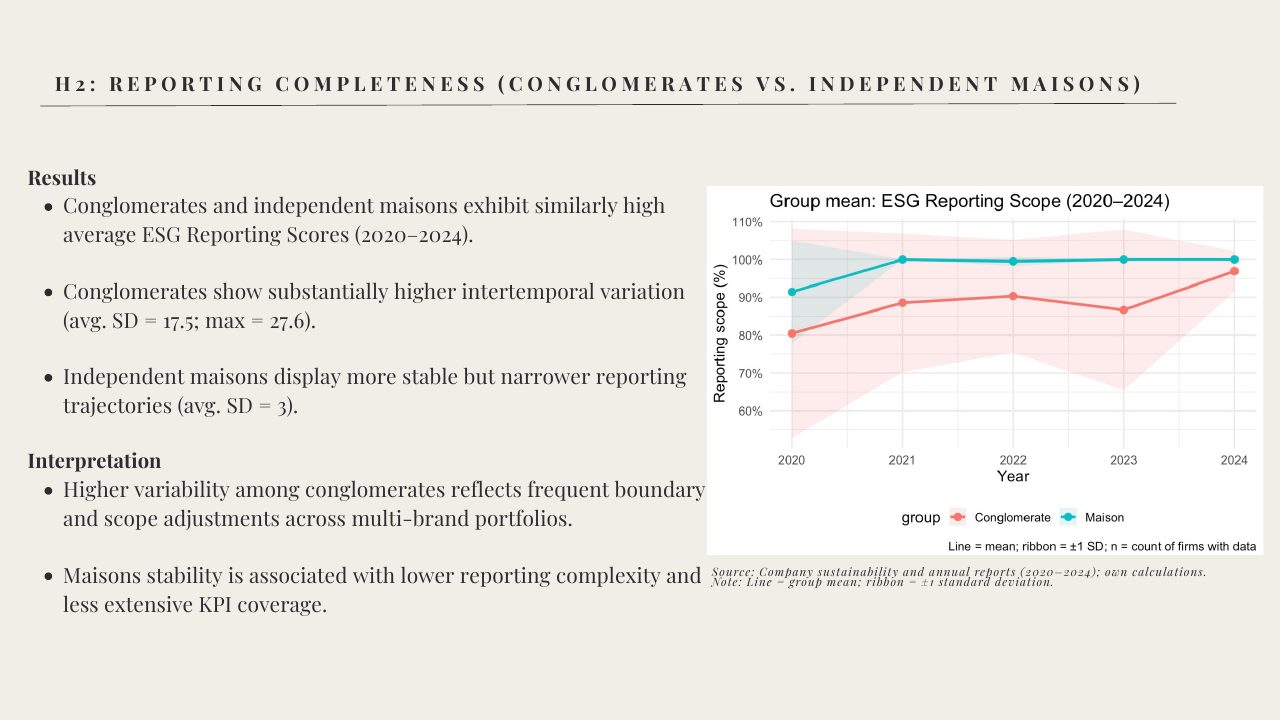 H2: REPORTING COMPLETENESS (CONGLOMERATES VS. INDEPENDENT MAISONS)
Results
• Conglomerates and independent maisons exhibit similarly high
average ESG Reporting Scores (2020–2024).
• Conglomerates show substantially higher intertemporal variation
(avg. SD = 17.5; max = 27.6).
• Independent maisons display more stable but narrower reporting
trajectories (avg. SD = 3).
Interpretation
• Higher variability among conglomerates reflects frequent boundary
and scope adjustments across multi-brand portfolios.
• Maisons stability is associated with lower reporting complexity and
less extensive KPI coverage.
Group mean: ESG Reporting Scope (2020–2024)
Reporting scope (%)
110%
100%
90%
80%
70%
60%
2020 2021 2022 2023 2024
Year
group Conglomerate Maison
Line = mean; ribbon = ±1 SD; n = count of firms with data
Source: Company sustainability and annual reports (2020–2024); own calculations.
Note: Line = group mean; ribbon = ±1 standard deviation.